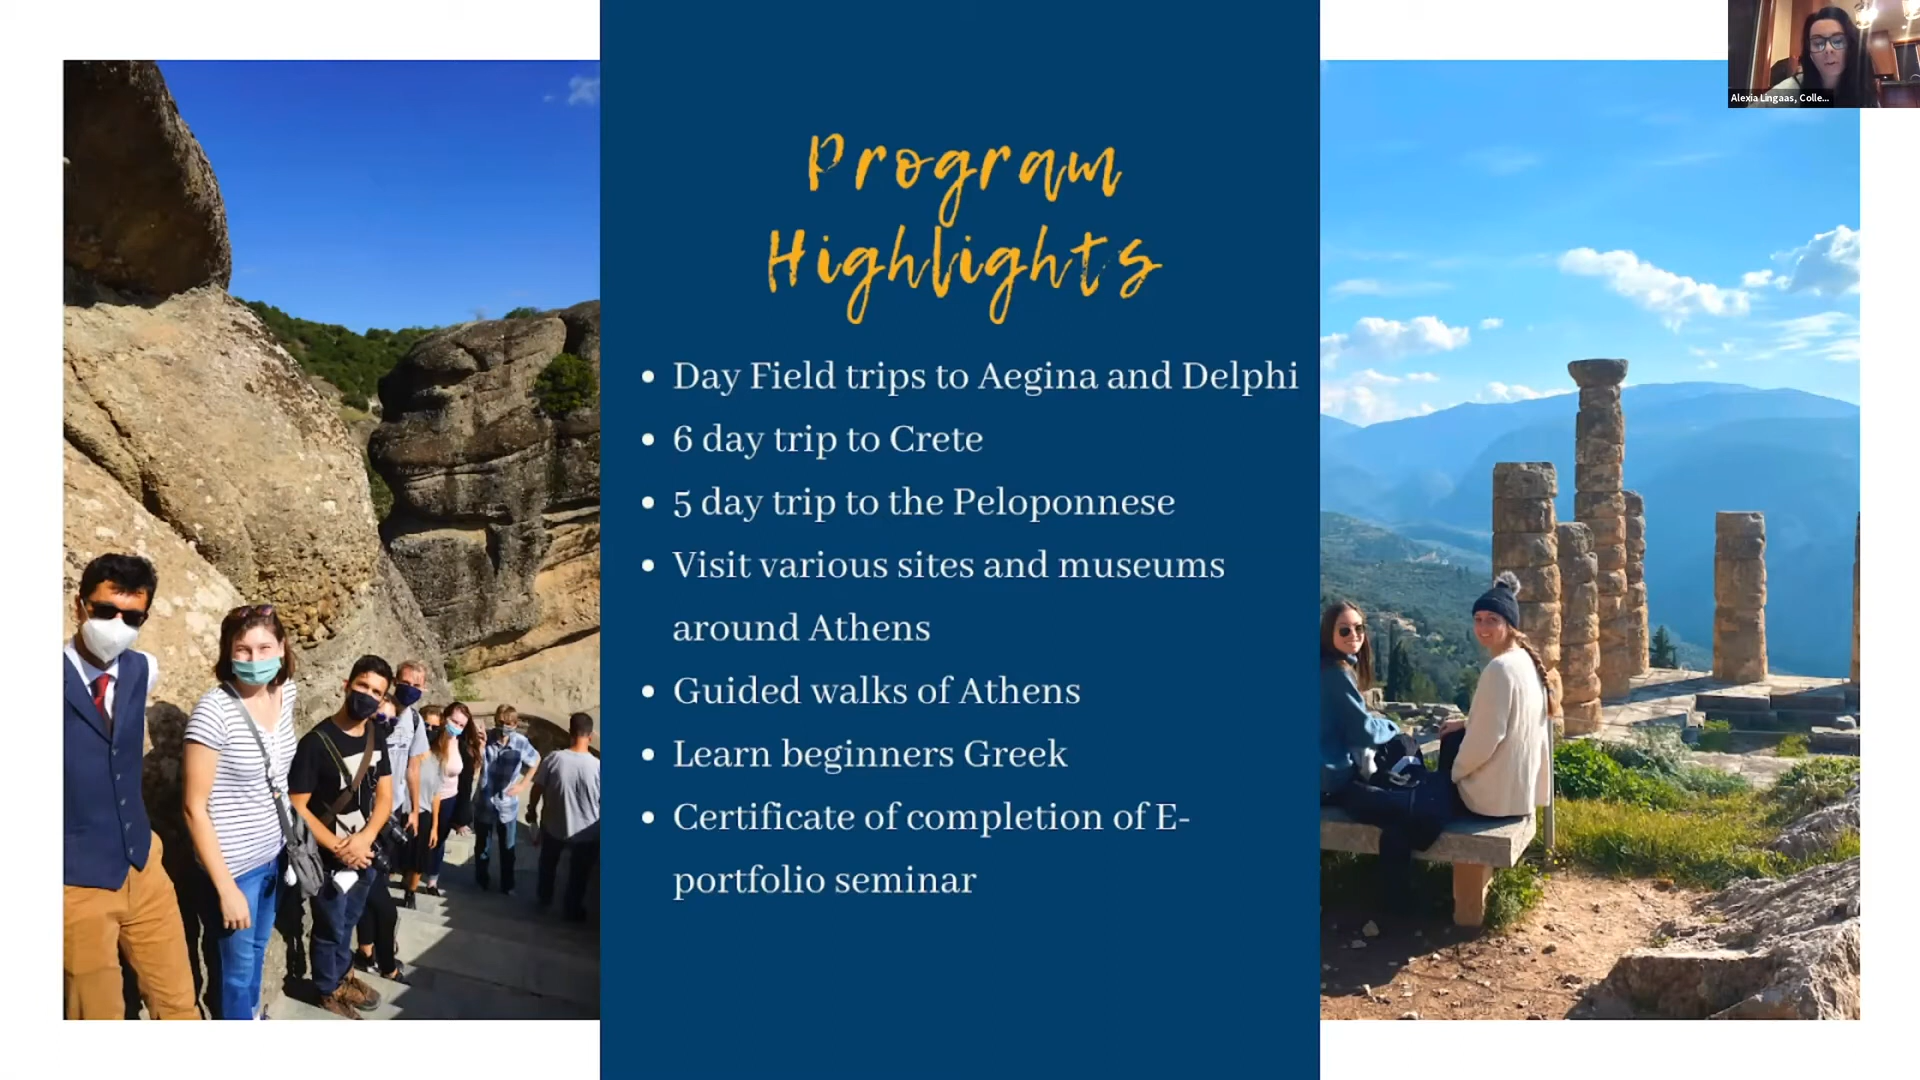 Alexia Lingaas, Colle...
Program
Highlights
• Day Field trips to Aegina and Delphi
• 6 day trip to Crete
• 5 day trip to the Peloponnese
• Visit various sites and museums
around Athens
• Guided walks of Athens
• Learn beginners Greek
• Certificate of completion of E-
portfolio seminar